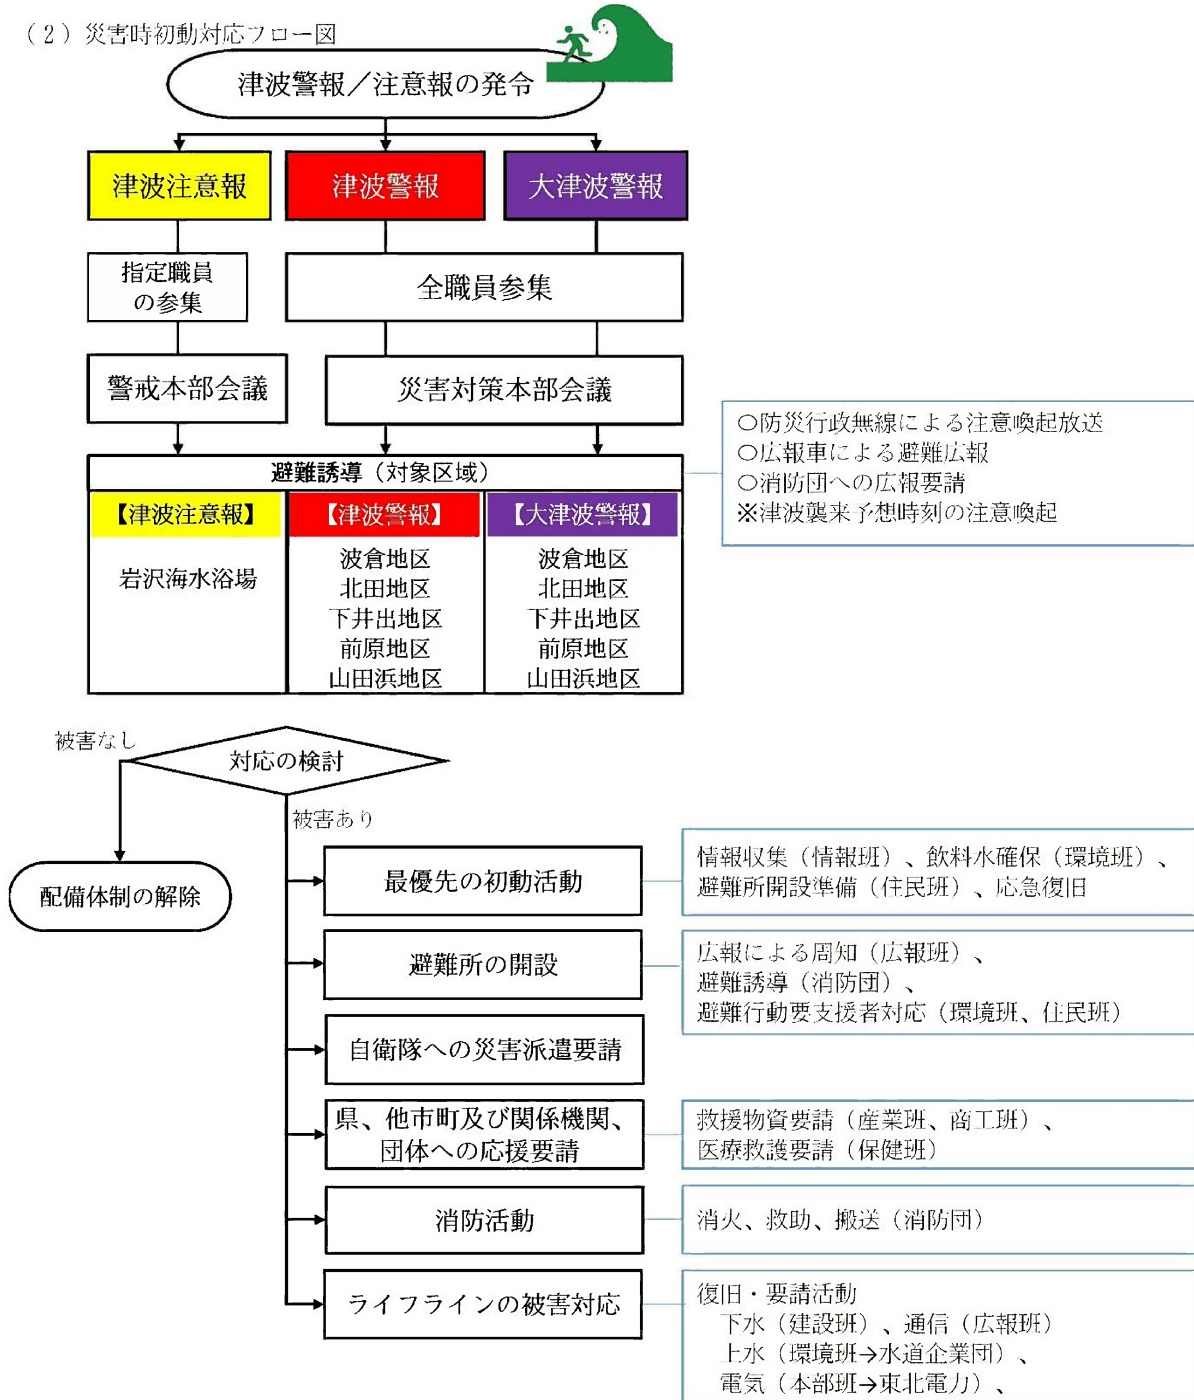 （2）災害時初動対応フロー図
津波警報／注意報の発令
津波注意報
津波警報
大津波警報
指定職員
の参集
全職員参集
警戒本部会議
災害対策本部会議
○防災行政無線による注意喚起放送
○広報車による避難広報
○消防団への広報要請
※津波襲来予想時刻の注意喚起
避難誘導（対象区域）
【津波注意報】
岩沢海水浴場
【津波警報】
波倉地区
北田地区
下井出地区
前原地区
山田浜地区
【大津波警報】
波倉地区
北田地区
下井出地区
前原地区
山田浜地区
対応の検討
被害なし
配備体制の解除
被害あり
最優先の初動活動
情報収集（情報班）、飲料水確保（環境班）、
避難所開設準備（住民班）、応急復旧
避難所の開設
広報による周知（広報班）、
避難誘導（消防団）、
避難行動要支援者対応（環境班、住民班）
自衛隊への災害派遣要請
県、他市町及び関係機関、
団体への応援要請
救援物資要請（産業班、商工班）、
医療救護要請（保健班）
消防活動
消火、救助、搬送（消防団）
ライフラインの被害対応
復旧・要請活動
下水（建設班）、通信（広報班）
上水（環境班→水道企業団）、
電気（本部班→東北電力）、